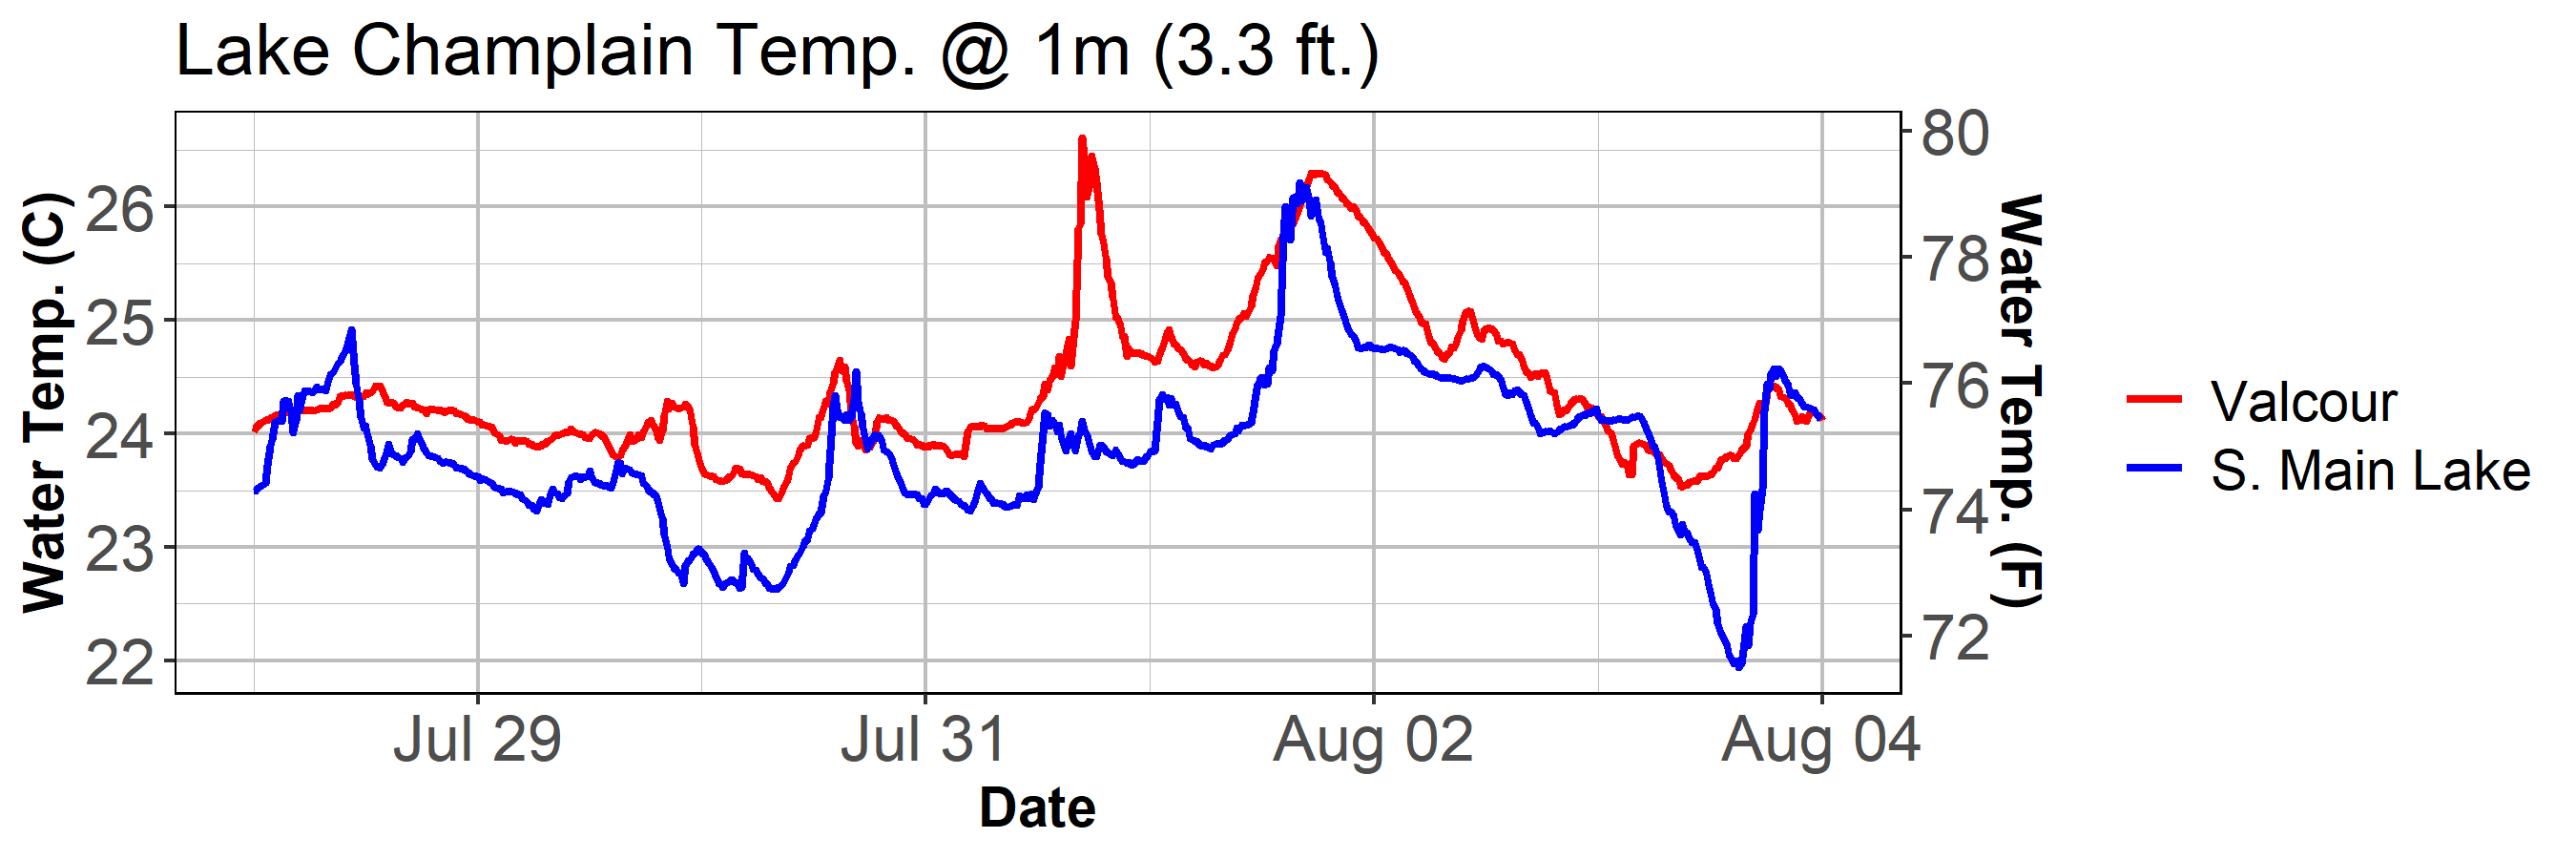 Lake Champlain Temp. @ 1m (3.3 ft.)
Water Temp. (C)
26
25
24
23
22
80
78
76
74
72
Water Temp. (F)
Jul 29
Jul 31
Aug 02
Aug 04
Date
Valcour
S. Main Lake